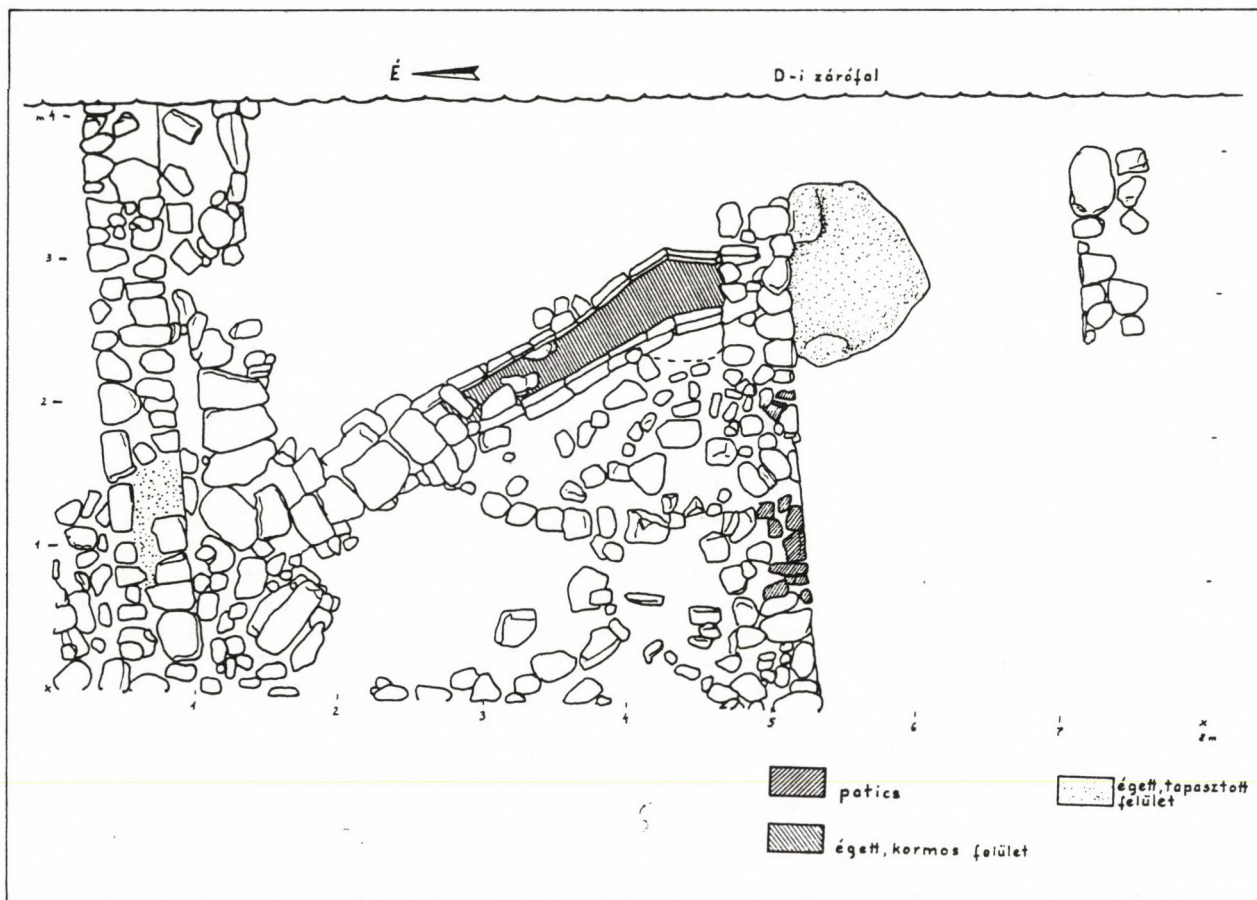 É
D-i zárófal
m 4
3
2
1
x
1
2
3
4
5
6
7
x
8 m
patics
égett, kormos felület
égett, tapasztott
felület